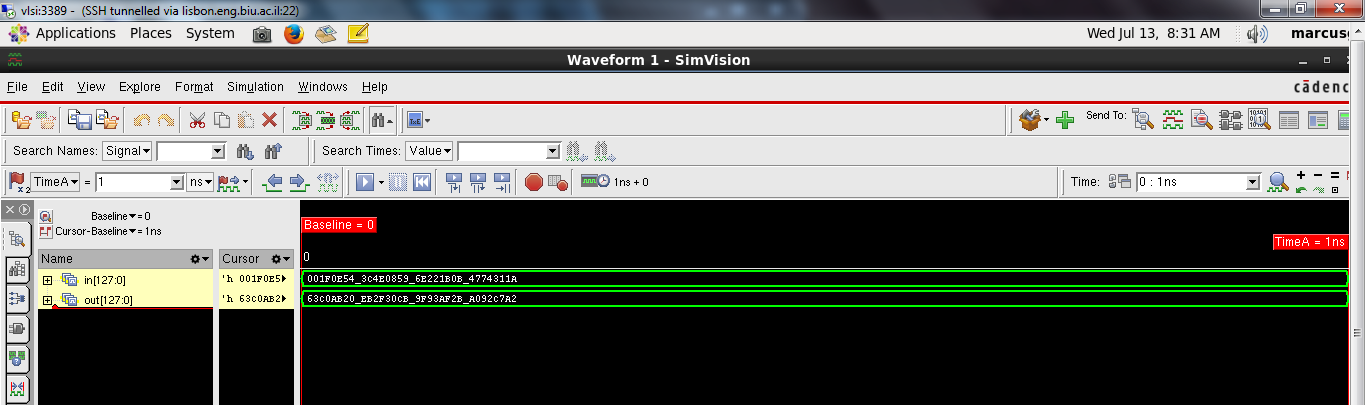 vlsi:3389 - (SSH tunnelled via lisbon.eng.biu.ac.il:22)
Applications Places System Wed Jul 13, 8:31 AM marcus
Waveform 1 - SimVision
File Edit View Explore Format Simulation Windows Help cādenc
Send To:
Search Names: Signal Search Times: Value
x2 TimeA = 1 ns 1ns + 0 Time: 0 : 1ns
Baseline = 0
Cursor-Baseline = 1ns
Baseline = 0
TimeA = 1ns
Name Cursor 0
in[127:0] 'h 001F0E5 001F0E54_3C4E0859_6E221B0B_4774311A
out[127:0] 'h 63C0AB2 63C0AB20_EB2F30CB_9F93AF2B_A092C7A2